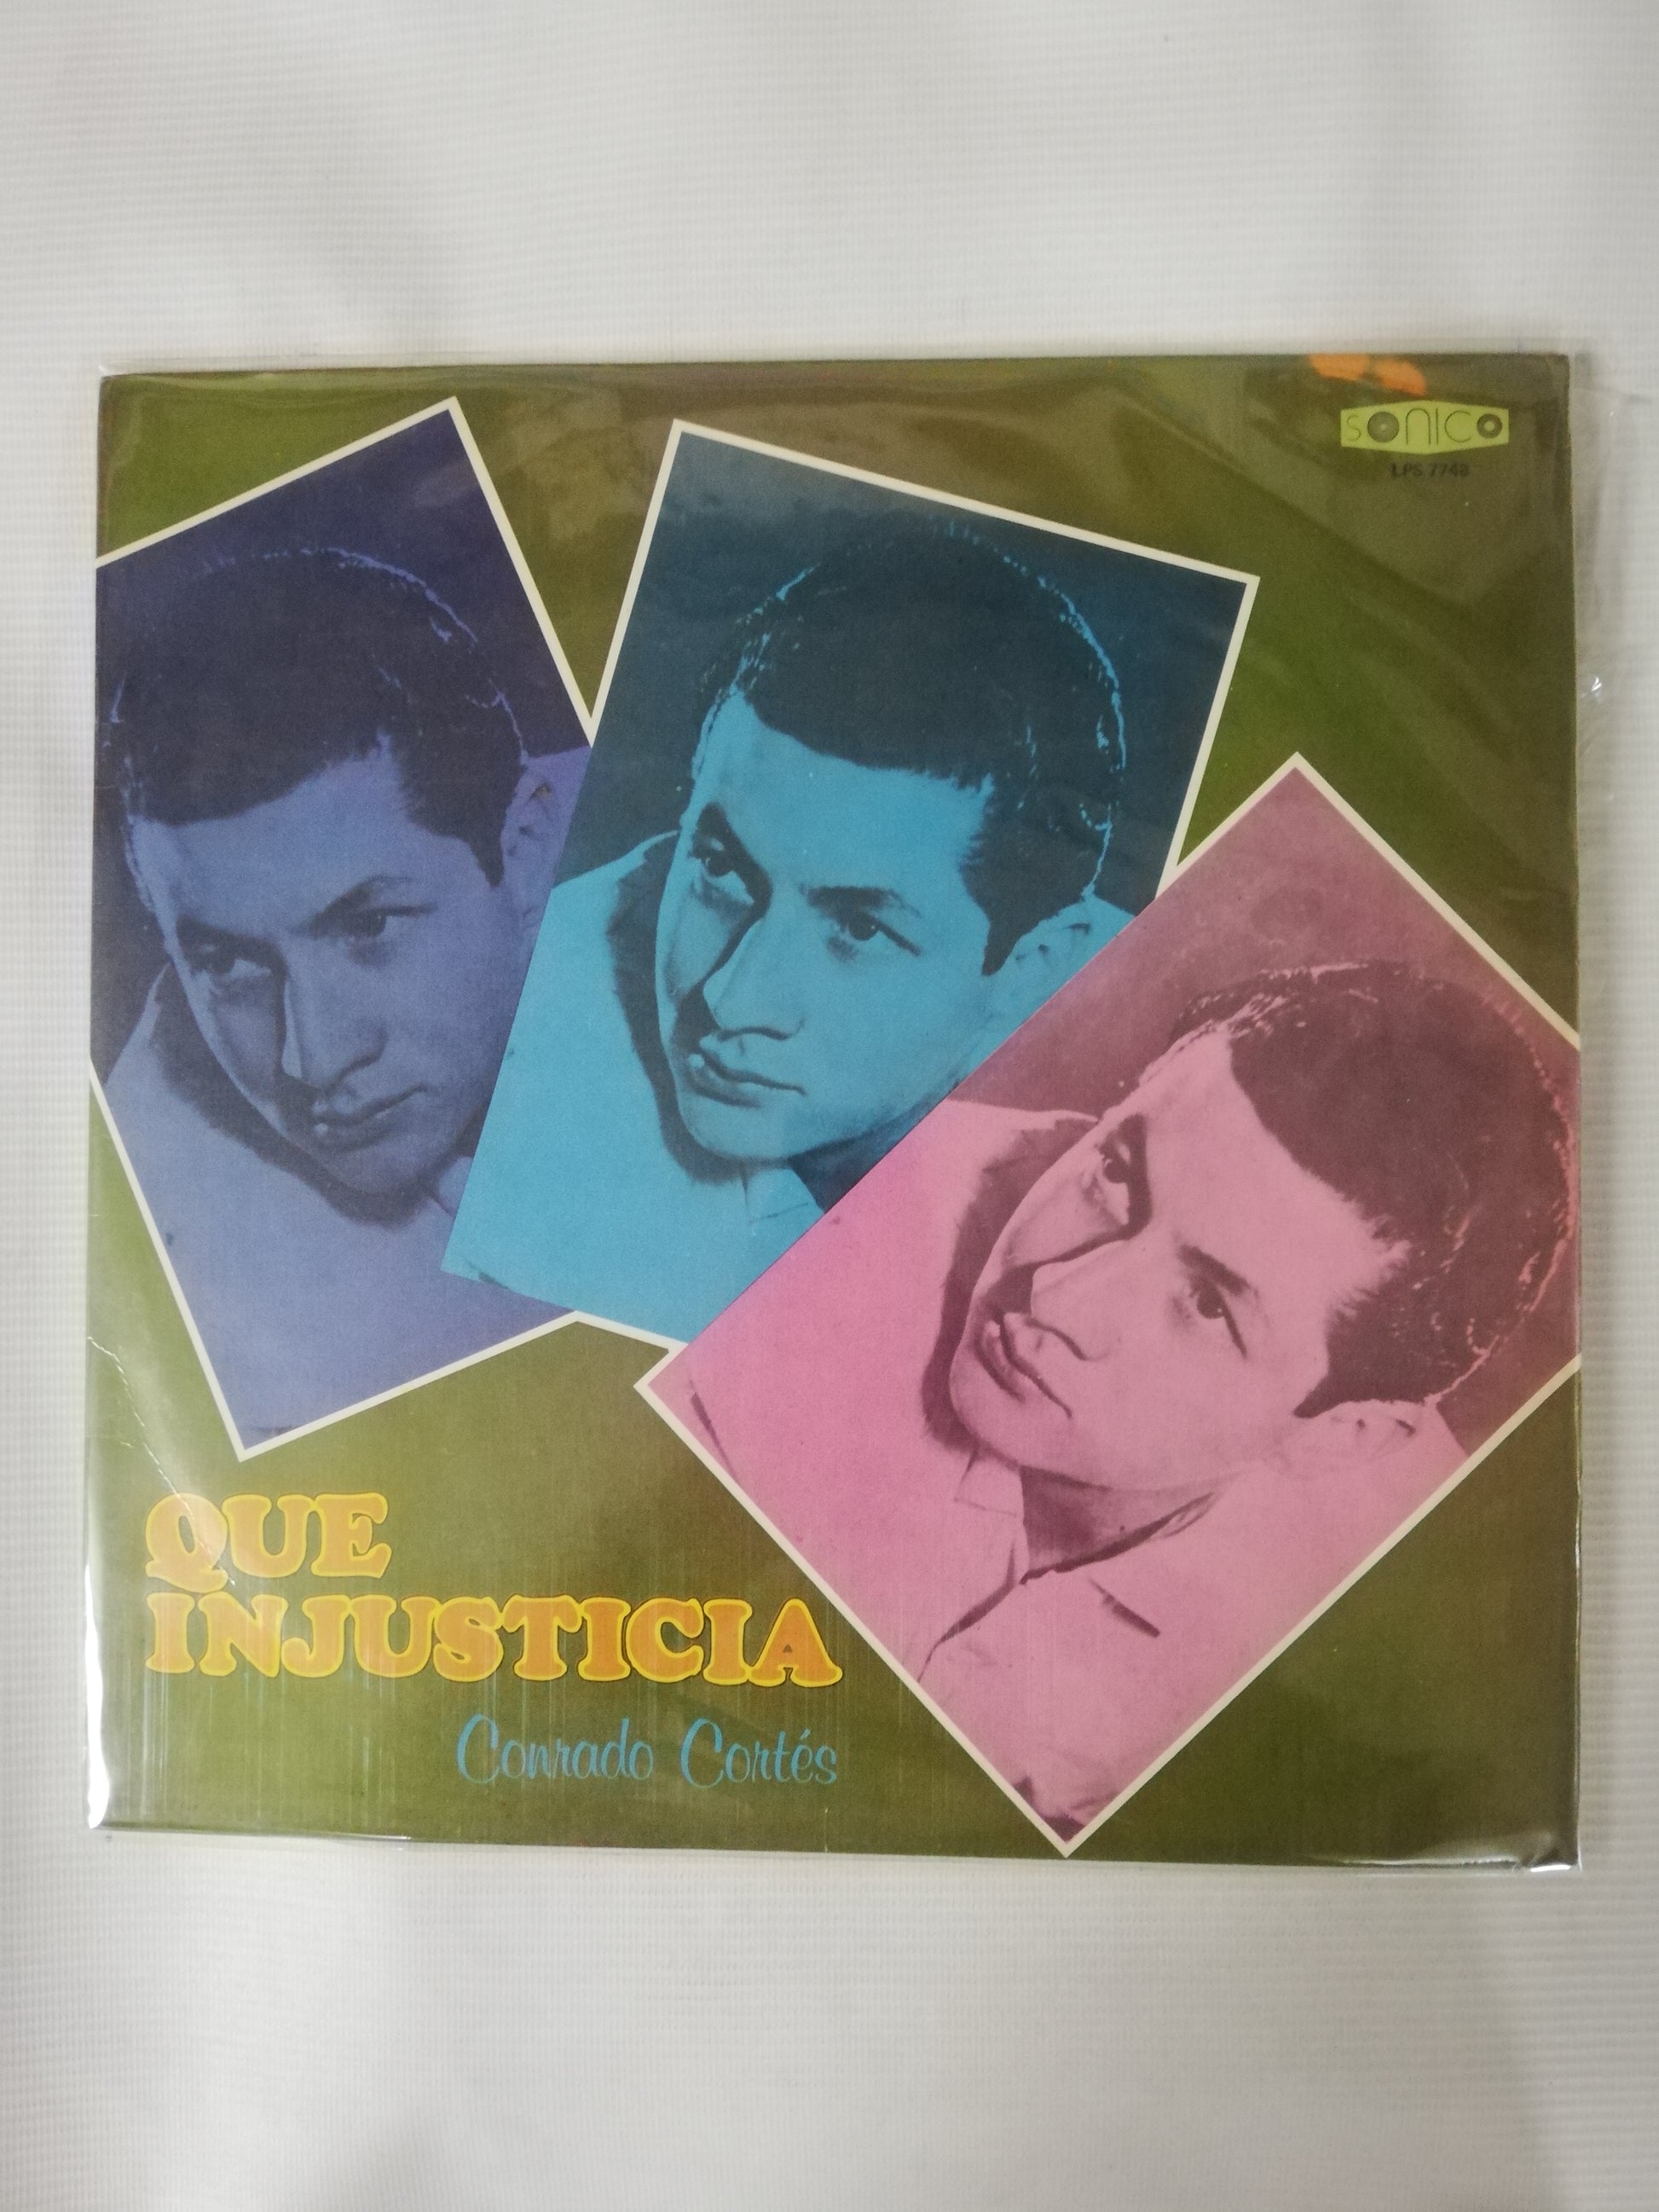 SONICO
LPS 7748
QUE
INJUSTICIA
Conrado Cortés